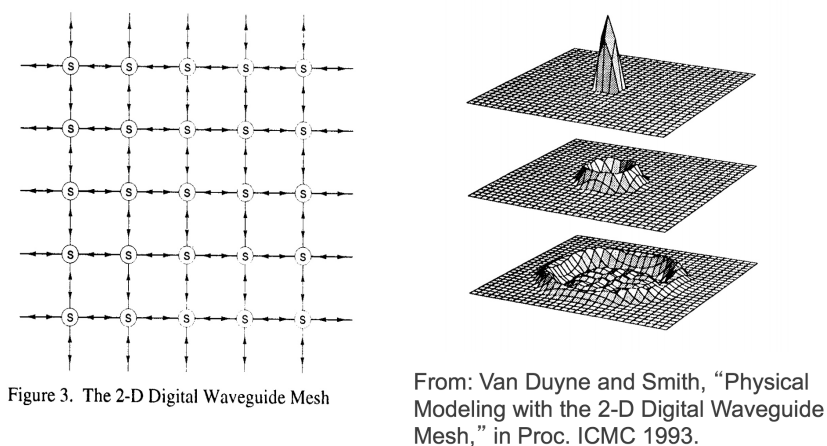 S S S S S
S S S S S
S S S S S
S S S S S
S S S S S
Figure 3. The 2-D Digital Waveguide Mesh
From: Van Duyne and Smith, “Physical
Modeling with the 2-D Digital Waveguide
Mesh,” in Proc. ICMC 1993.